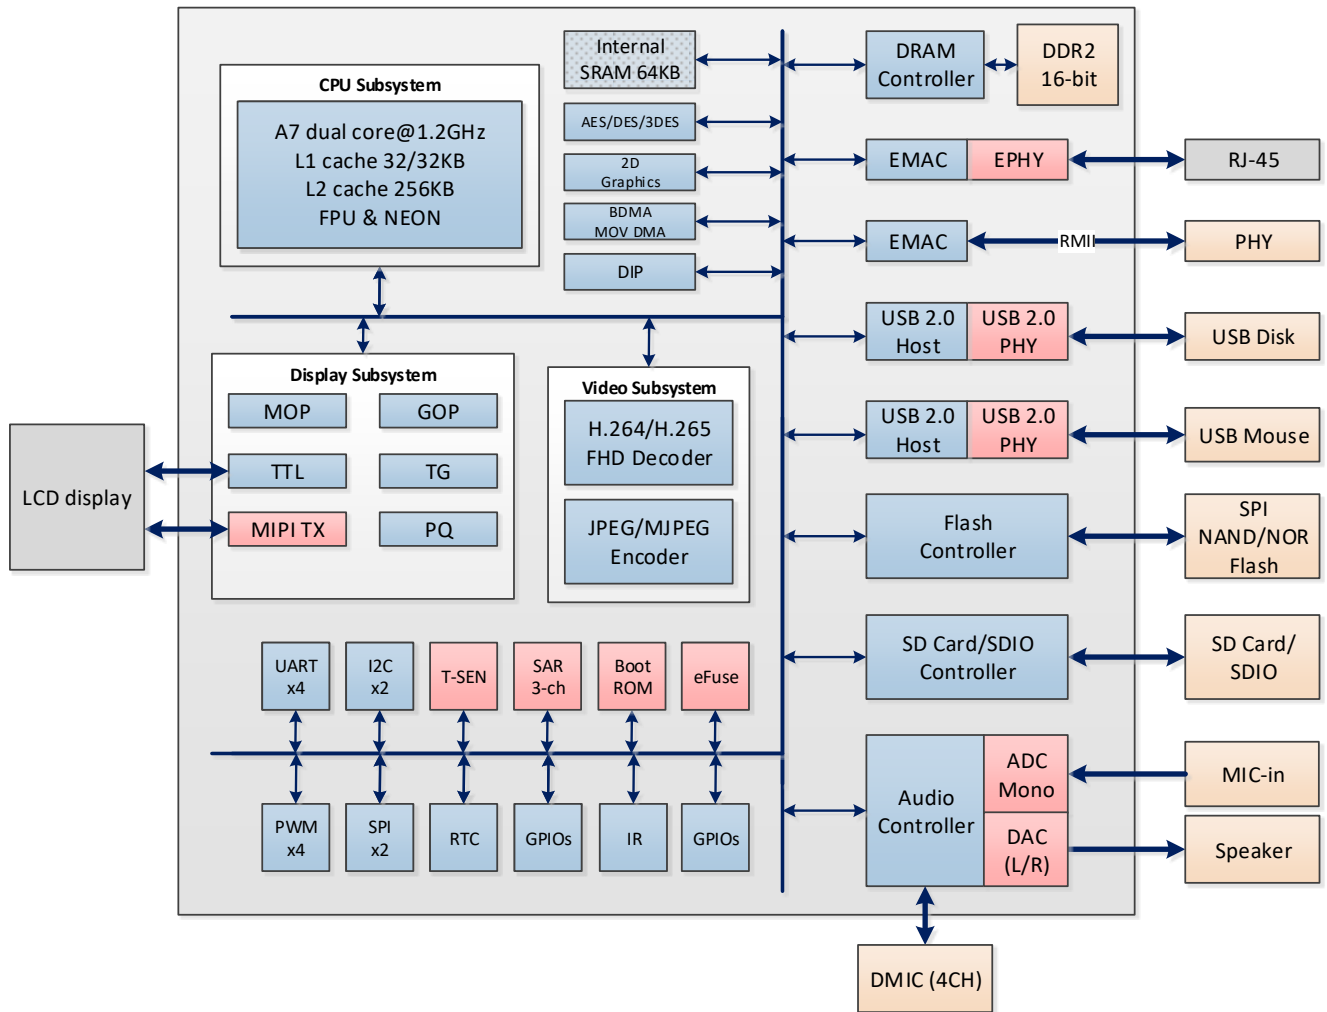 CPU Subsystem
A7 dual core@1.2GHz
L1 cache 32/32KB
L2 cache 256KB
FPU & NEON
Internal
SRAM 64KB
AES/DES/3DES
2D
Graphics
BDMA
MOV DMA
DIP
DRAM
Controller
DDR2
16-bit
EMAC
EPHY
RJ-45
EMAC
RMII
PHY
USB 2.0
Host
USB 2.0
PHY
USB Disk
USB 2.0
Host
USB 2.0
PHY
USB Mouse
Flash
Controller
SPI
NAND/NOR
Flash
SD Card/SDIO
Controller
SD Card/
SDIO
Audio
Controller
ADC
Mono
DAC
(L/R)
MIC-in
Speaker
DMIC (4CH)
LCD display
Display Subsystem
MOP
GOP
TTL
TG
MIPI TX
PQ
Video Subsystem
H.264/H.265
FHD Decoder
JPEG/MJPEG
Encoder
UART
x4
I2C
x2
T-SEN
SAR
3-ch
Boot
ROM
eFuse
PWM
x4
SPI
x2
RTC
GPIOs
IR
GPIOs